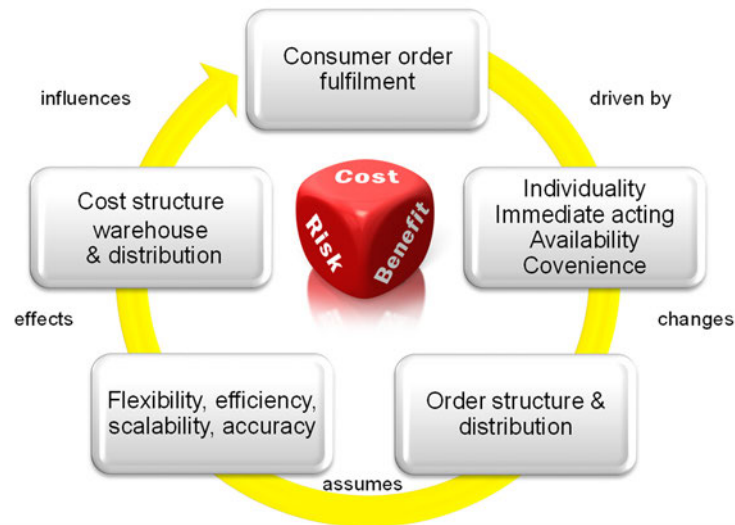 Consumer order
fulfilment
influences
driven by
Cost structure
warehouse
& distribution
Cost
Risk
Benefit
Individuality
Immediate acting
Availability
Covenience
effects
changes
Flexibility, efficiency,
scalability, accuracy
Order structure &
distribution
assumes